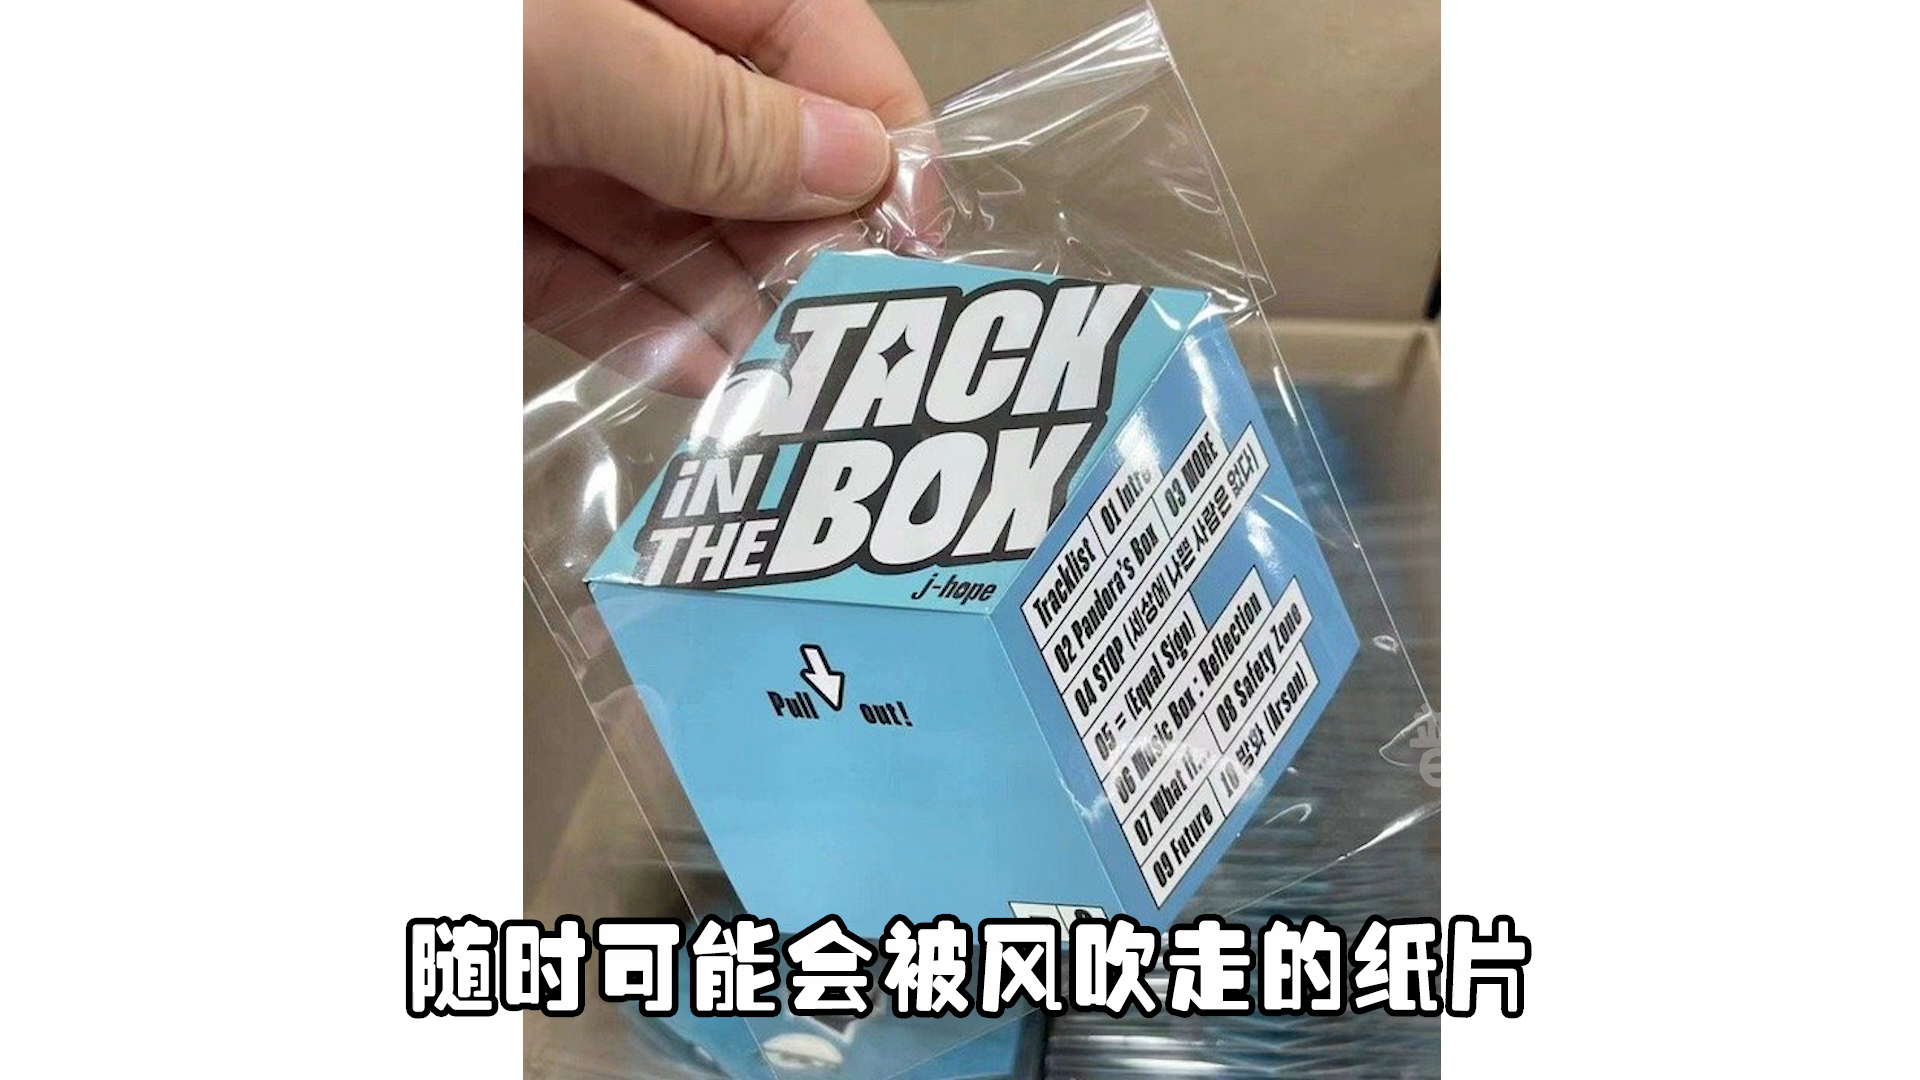 JACK
iN THE BOX
j-hope
Pull out!
Tracklist 01 Intro
02 Pandora's Box 03 MORE
04 STOP (세상에 나쁜 사람은 없다)
05 = (Equal Sign)
06 Music Box : Reflection
07 What if... 08 Safety Zone
09 Future 10 방화 (Arson)
随时可能会被风吹走的纸片